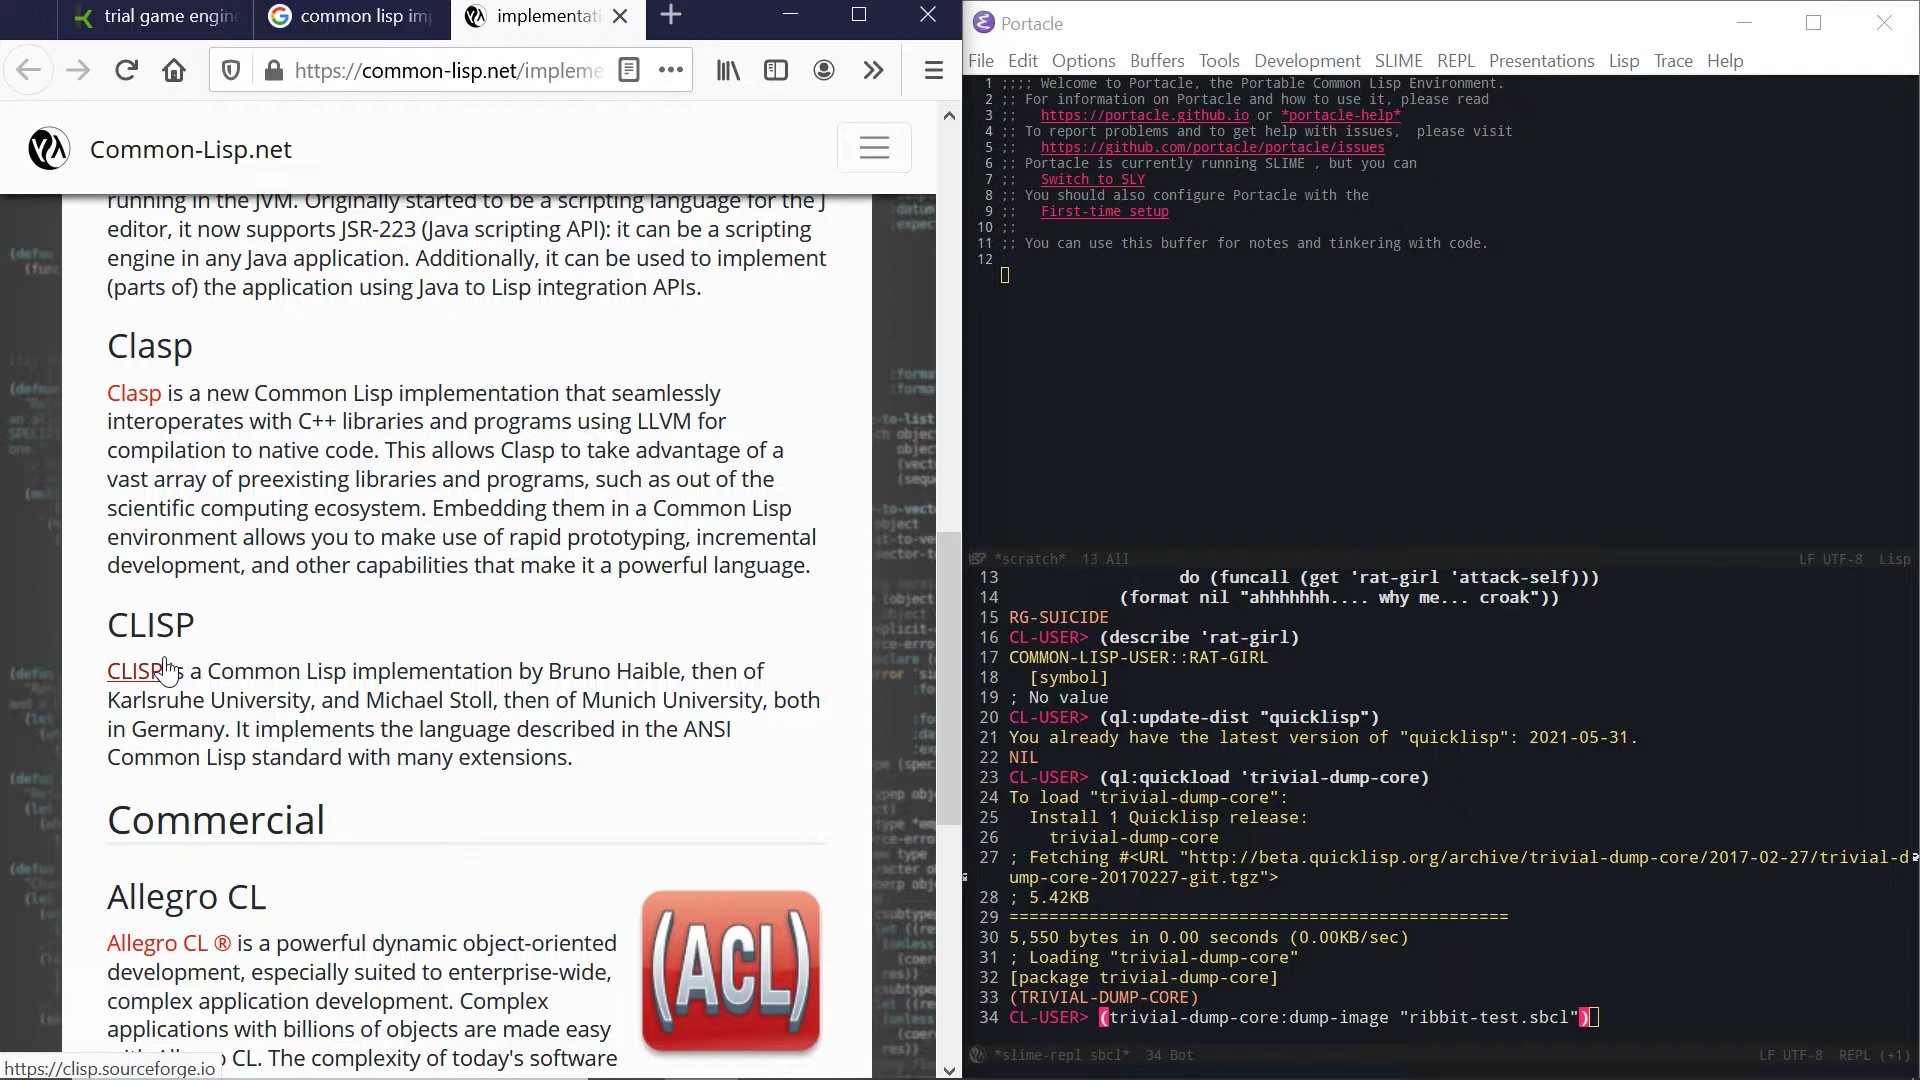 trial game engin
common lisp im
implementati
https://common-lisp.net/impleme
Common-Lisp.net
running in the JVM. Originally started to be a scripting language for the J
editor, it now supports JSR-223 (Java scripting API): it can be a scripting
engine in any Java application. Additionally, it can be used to implement
(parts of) the application using Java to Lisp integration APIs.
Clasp
Clasp is a new Common Lisp implementation that seamlessly
interoperates with C++ libraries and programs using LLVM for
compilation to native code. This allows Clasp to take advantage of a
vast array of preexisting libraries and programs, such as out of the
scientific computing ecosystem. Embedding them in a Common Lisp
environment allows you to make use of rapid prototyping, incremental
development, and other capabilities that make it a powerful language.
CLISP
CLISP is a Common Lisp implementation by Bruno Haible, then of
Karlsruhe University, and Michael Stoll, then of Munich University, both
in Germany. It implements the language described in the ANSI
Common Lisp standard with many extensions.
Commercial
Allegro CL
(ACL)
Allegro CL ® is a powerful dynamic object-oriented
development, especially suited to enterprise-wide,
complex application development. Complex
applications with billions of objects are made easy
with Allegro CL. The complexity of today's software
https://clisp.sourceforge.io
Portacle
File Edit Options Buffers Tools Development SLIME REPL Presentations Lisp Trace Help
1 ;;;; Welcome to Portacle, the Portable Common Lisp Environment.
2 ;; For information on Portacle and how to use it, please read
3 ;; https://portacle.github.io or *portacle-help*
4 ;; To report problems and to get help with issues, please visit
5 ;; https://github.com/portacle/portacle/issues
6 ;; Portacle is currently running SLIME , but you can
7 ;; Switch to SLY
8 ;; You should also configure Portacle with the
9 ;; First-time setup
10 ;;
11 ;; You can use this buffer for notes and tinkering with code.
12
*scratch* 13 All LF UTF-8 Lisp
13 do (funcall (get 'rat-girl 'attack-self)))
14 (format nil "ahhhhhhh.... why me... croak"))
15 RG-SUICIDE
16 CL-USER> (describe 'rat-girl)
17 COMMON-LISP-USER::RAT-GIRL
18 [symbol]
19 ; No value
20 CL-USER> (ql:update-dist "quicklisp")
21 You already have the latest version of "quicklisp": 2021-05-31.
22 NIL
23 CL-USER> (ql:quickload 'trivial-dump-core)
24 To load "trivial-dump-core":
25 Install 1 Quicklisp release:
26 trivial-dump-core
27 ; Fetching #<URL "http://beta.quicklisp.org/archive/trivial-dump-core/2017-02-27/trivial-d
ump-core-20170227-git.tgz">
28 ; 5.42KB
29 ==================================================
30 5,550 bytes in 0.00 seconds (0.00KB/sec)
31 ; Loading "trivial-dump-core"
32 [package trivial-dump-core]
33 (TRIVIAL-DUMP-CORE)
34 CL-USER> (trivial-dump-core:dump-image "ribbit-test.sbcl")
*slime-repl sbcl* 34 Bot LF UTF-8 REPL (+1)